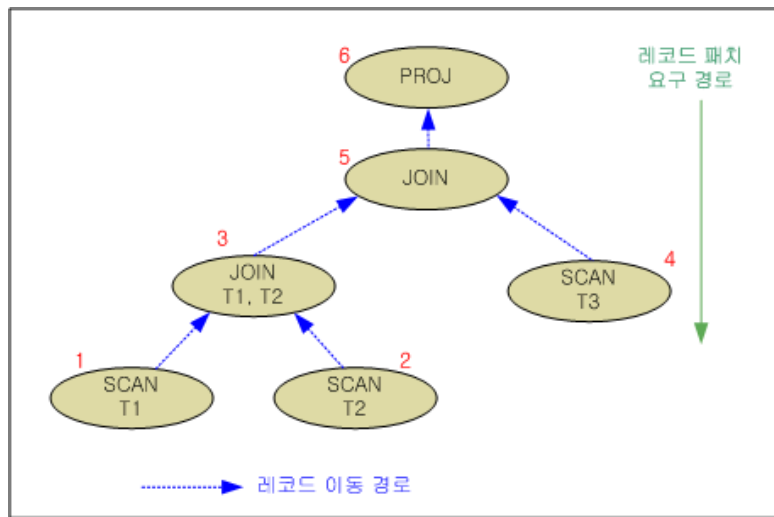 6
PROJ
레코드 패치
요구 경로
5
JOIN
3
JOIN
T1, T2
4
SCAN
T3
1
SCAN
T1
2
SCAN
T2
레코드 이동 경로